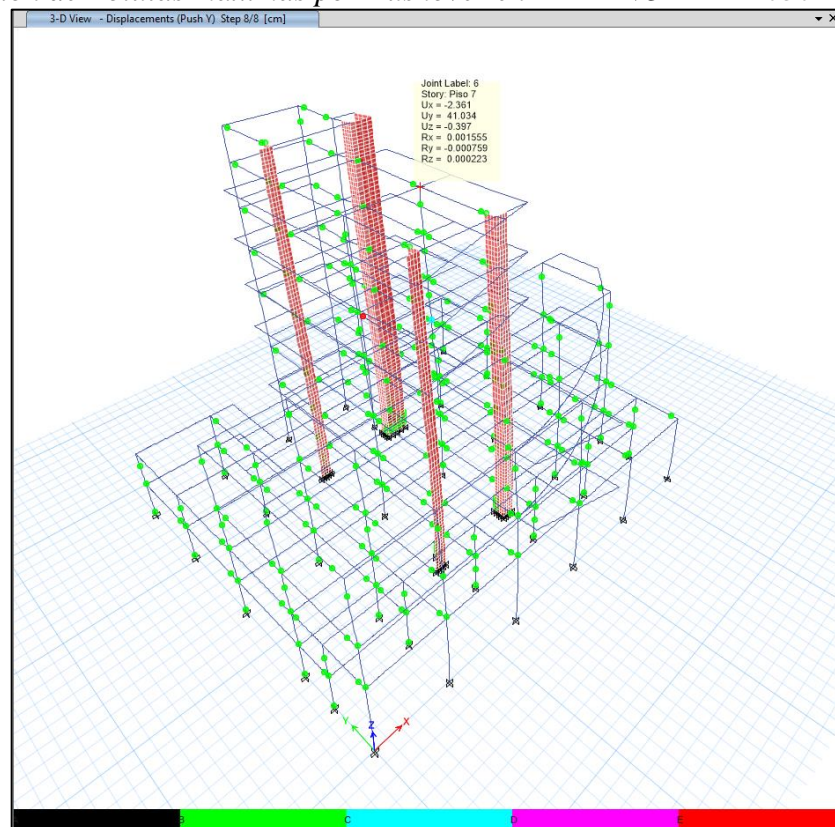 3-D View - Displacements (Push Y) Step 8/8 [cm]
Joint Label: 6
Story: Piso 7
Ux = -2.361
Uy = 41.034
Uz = -0.397
Rx = 0.001555
Ry = -0.000759
Rz = 0.000223
Y Z X
B C D E